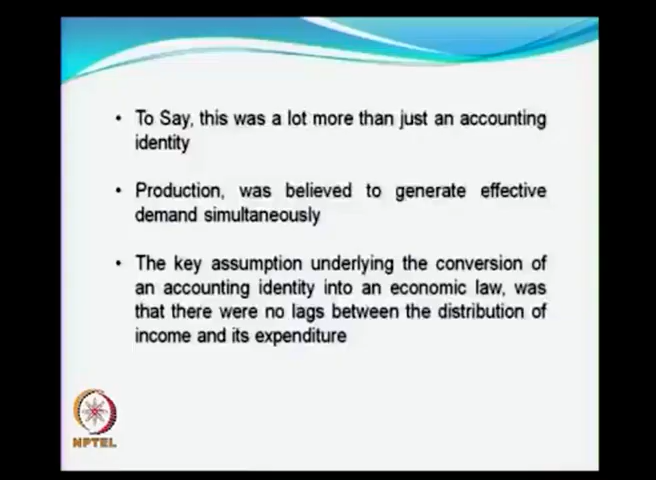 • To Say, this was a lot more than just an accounting
identity
• Production, was believed to generate effective
demand simultaneously
• The key assumption underlying the conversion of
an accounting identity into an economic law, was
that there were no lags between the distribution of
income and its expenditure
NPTEL